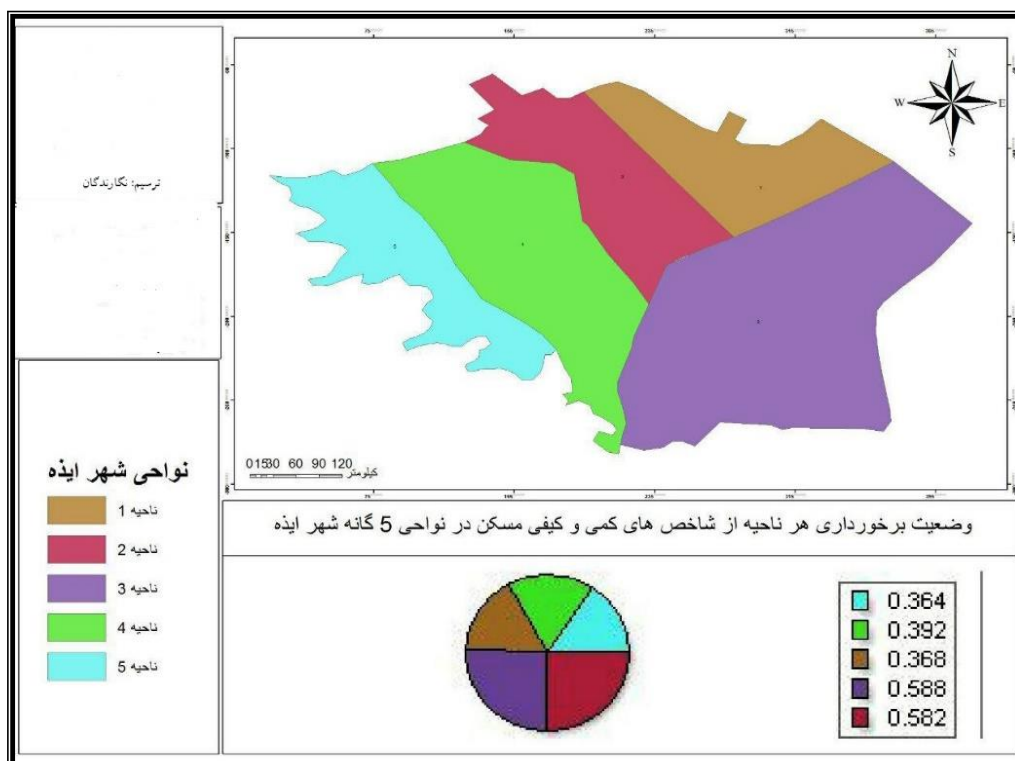 N
W
E
S
ترسیم: نگارندگان
0 15 30 60 90 120
کیلومتر
نواحی شهر ایذه
ناحیه 1
ناحیه 2
ناحیه 3
ناحیه 4
ناحیه 5
وضعیت برخورداری هر ناحیه از شاخص های کمی و کیفی مسکن در نواحی 5 گانه شهر ایذه
0.364
0.392
0.368
0.588
0.582